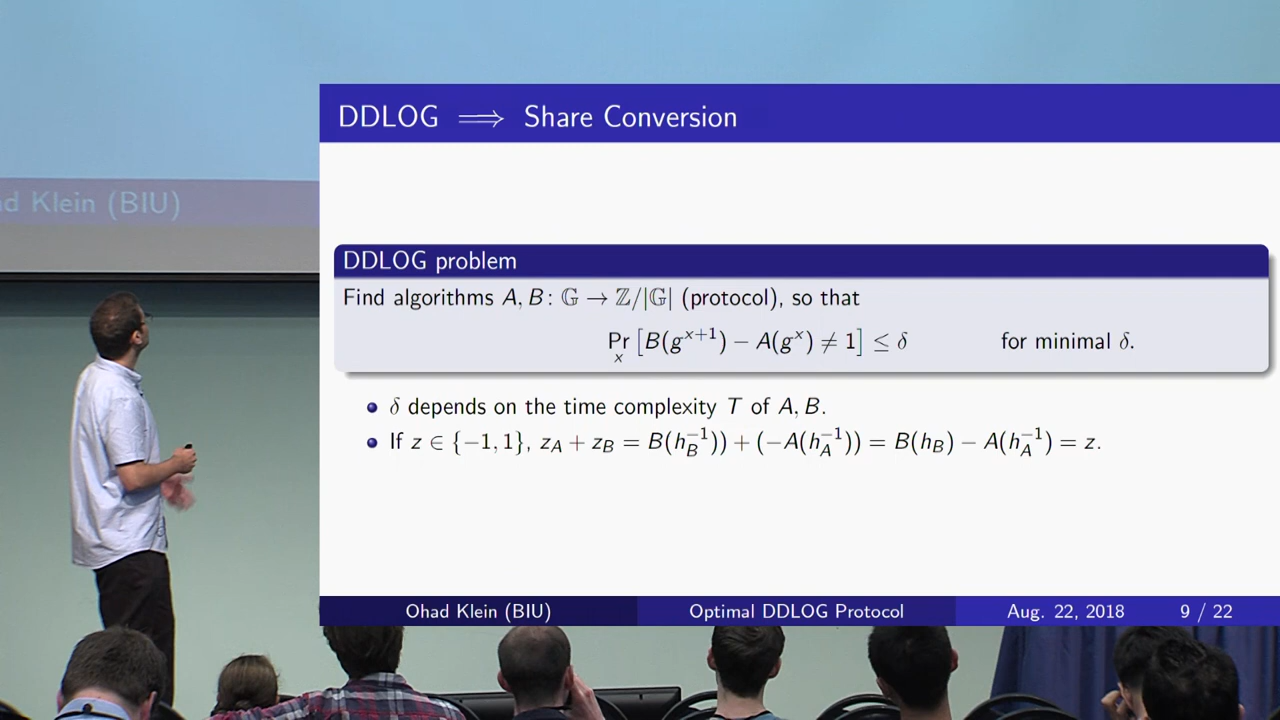 DDLOG ⟹ Share Conversion
ad Klein (BIU)
DDLOG problem
Find algorithms A, B: 𝔾 → ℤ/|𝔾| (protocol), so that
Pr_x [B(g^{x+1}) − A(g^x) ≠ 1] ≤ δ for minimal δ.
• δ depends on the time complexity T of A, B.
• If z ∈ {−1, 1}, z_A + z_B = B(h_B^{−1})) + (−A(h_A^{−1})) = B(h_B) − A(h_A^{−1}) = z.
Ohad Klein (BIU) Optimal DDLOG Protocol Aug. 22, 2018 9 / 22